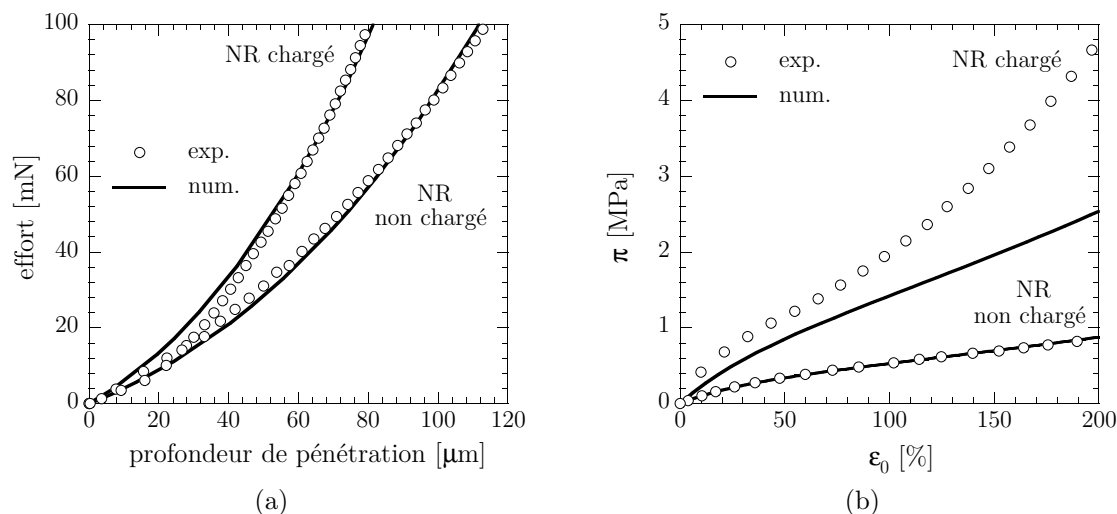 100
80
60
40
20
0
effort [mN]
NR chargé
exp.
num.
NR
non chargé
0 20 40 60 80 100 120
profondeur de pénétration [μm]
(a)
5
4
3
2
1
0
π [MPa]
exp.
num.
NR chargé
NR
non chargé
0 50 100 150 200
ε₀ [%]
(b)